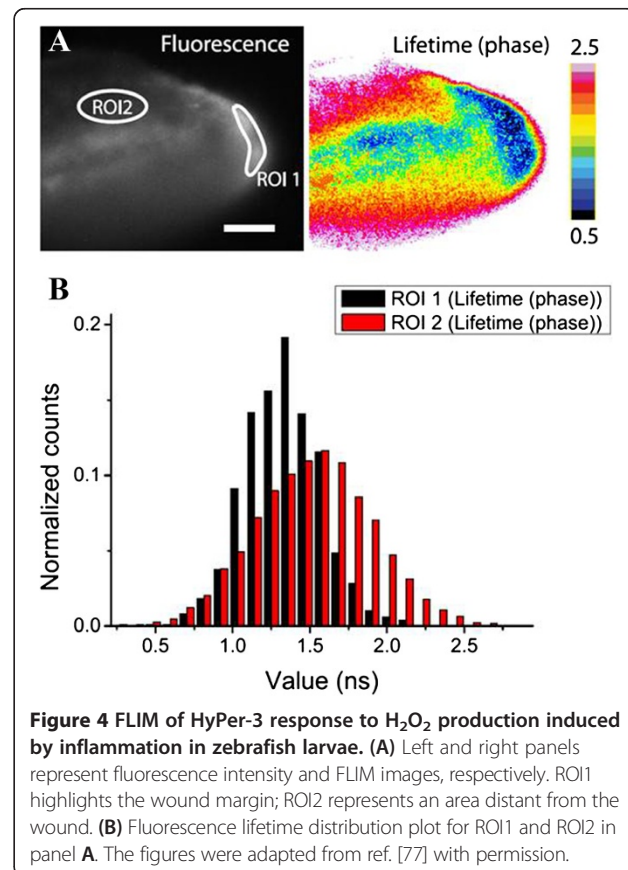 A
Fluorescence
Lifetime (phase)
2.5
ROI2
ROI 1
0.5
B
ROI 1 (Lifetime (phase))
ROI 2 (Lifetime (phase))
0.2
0.1
0.0
Normalized counts
0.5 1.0 1.5 2.0 2.5
Value (ns)
Figure 4 FLIM of HyPer-3 response to H₂O₂ production induced
by inflammation in zebrafish larvae. (A) Left and right panels
represent fluorescence intensity and FLIM images, respectively. ROI1
highlights the wound margin; ROI2 represents an area distant from the
wound. (B) Fluorescence lifetime distribution plot for ROI1 and ROI2 in
panel A. The figures were adapted from ref. [77] with permission.